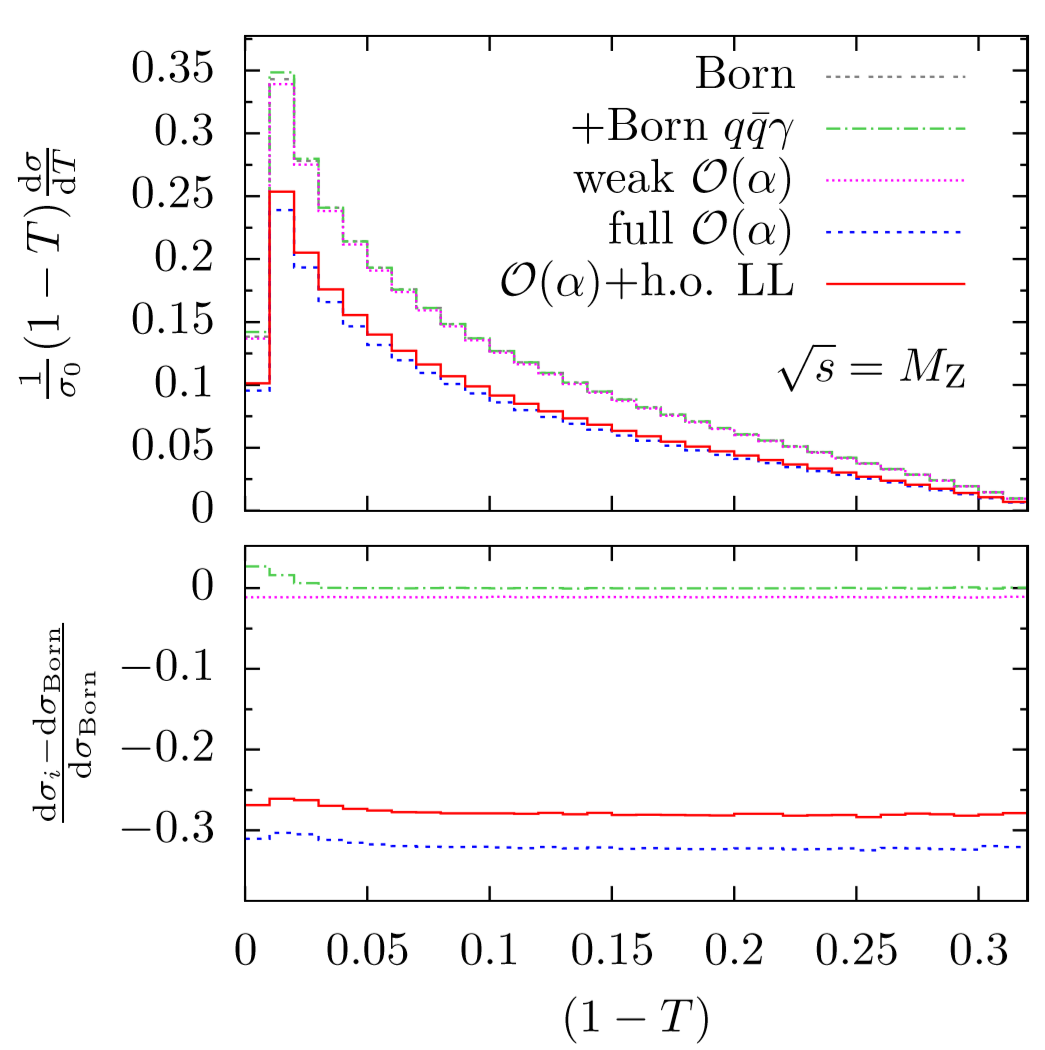 0.35
0.3
0.25
0.2
0.15
0.1
0.05
0
1/σ₀ (1 − T) dσ/dT
Born
+Born qq̄γ
weak 𝒪(α)
full 𝒪(α)
𝒪(α)+h.o. LL
√s = M_Z
0
−0.1
−0.2
−0.3
dσᵢ−dσ_Born / dσ_Born
0 0.05 0.1 0.15 0.2 0.25 0.3
(1 − T)